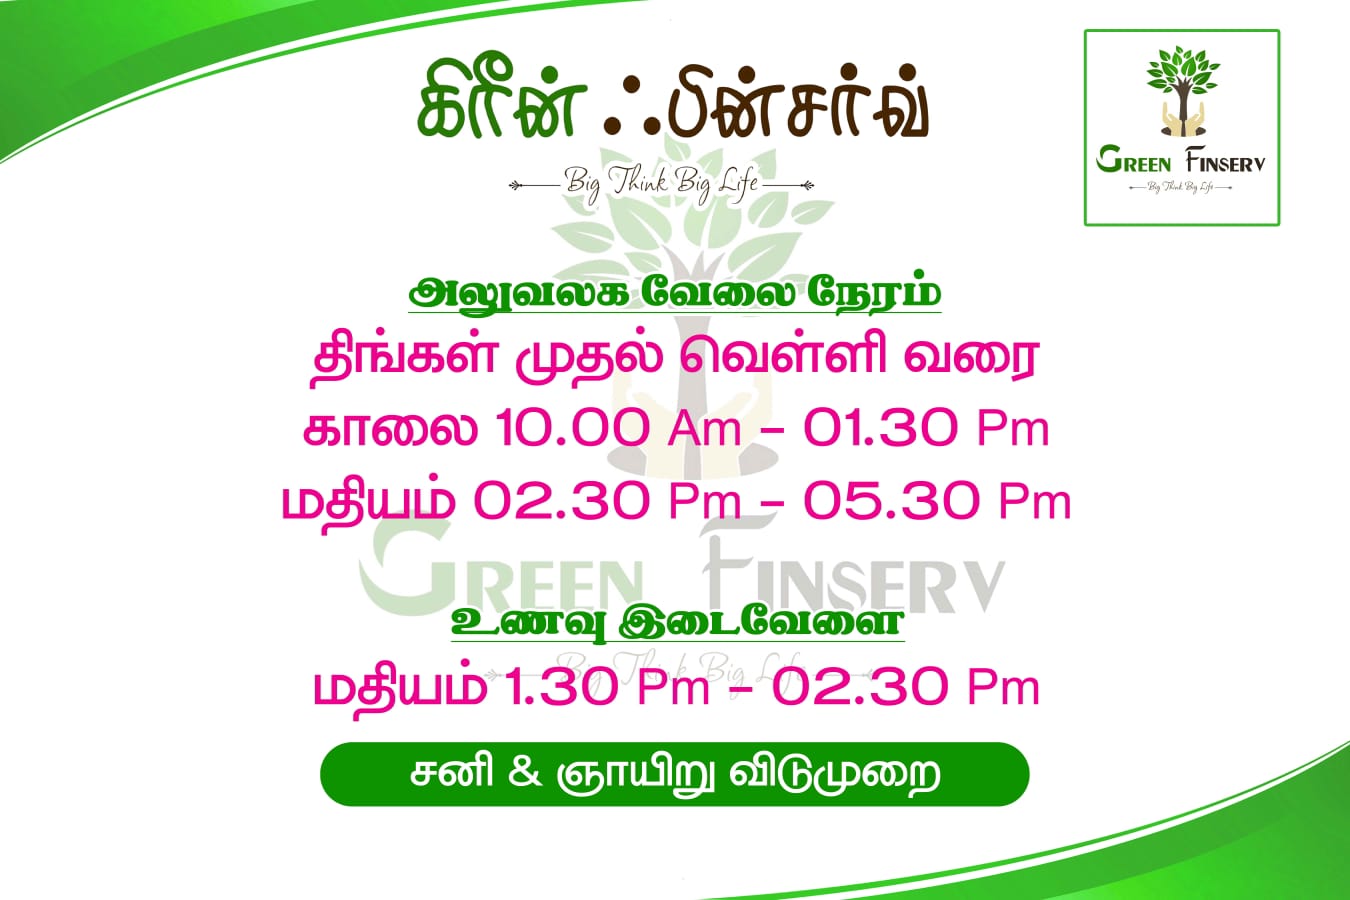 கிரீன் ஃபின்சர்வ்
Big Think Big Life
GREEN FINSERV
Big Think Big Life
அலுவலக வேலை நேரம்
திங்கள் முதல் வெள்ளி வரை
காலை 10.00 Am - 01.30 Pm
மதியம் 02.30 Pm - 05.30 Pm
GREEN FINSERV
உணவு இடைவேளை
Big Think Big Life
மதியம் 1.30 Pm - 02.30 Pm
சனி & ஞாயிறு விடுமுறை